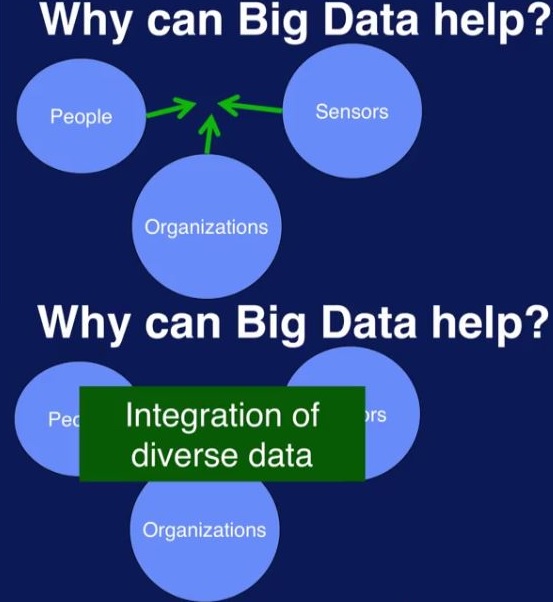 Why can Big Data help?
People
Sensors
Organizations
Why can Big Data help?
Peo
Integration of
diverse data
ors
Organizations